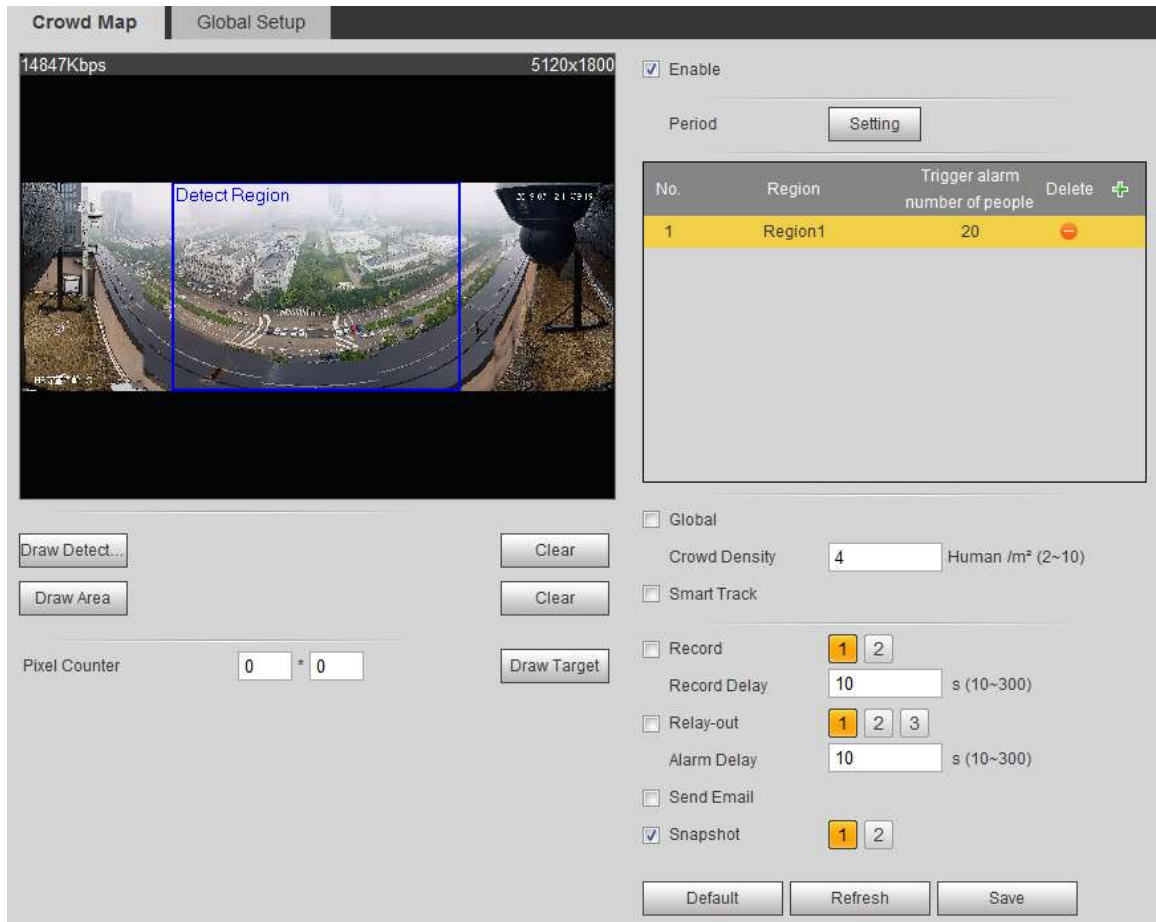 Crowd Map Global Setup
14847Kbps 5120x1800
Detect Region
Draw Detect... Clear
Draw Area Clear
Pixel Counter 0 * 0 Draw Target
Enable
Period Setting
No. Region Trigger alarm number of people Delete
1 Region1 20
Global
Crowd Density 4 Human /m² (2~10)
Smart Track
Record 1 2
Record Delay 10 s (10~300)
Relay-out 1 2 3
Alarm Delay 10 s (10~300)
Send Email
Snapshot 1 2
Default Refresh Save